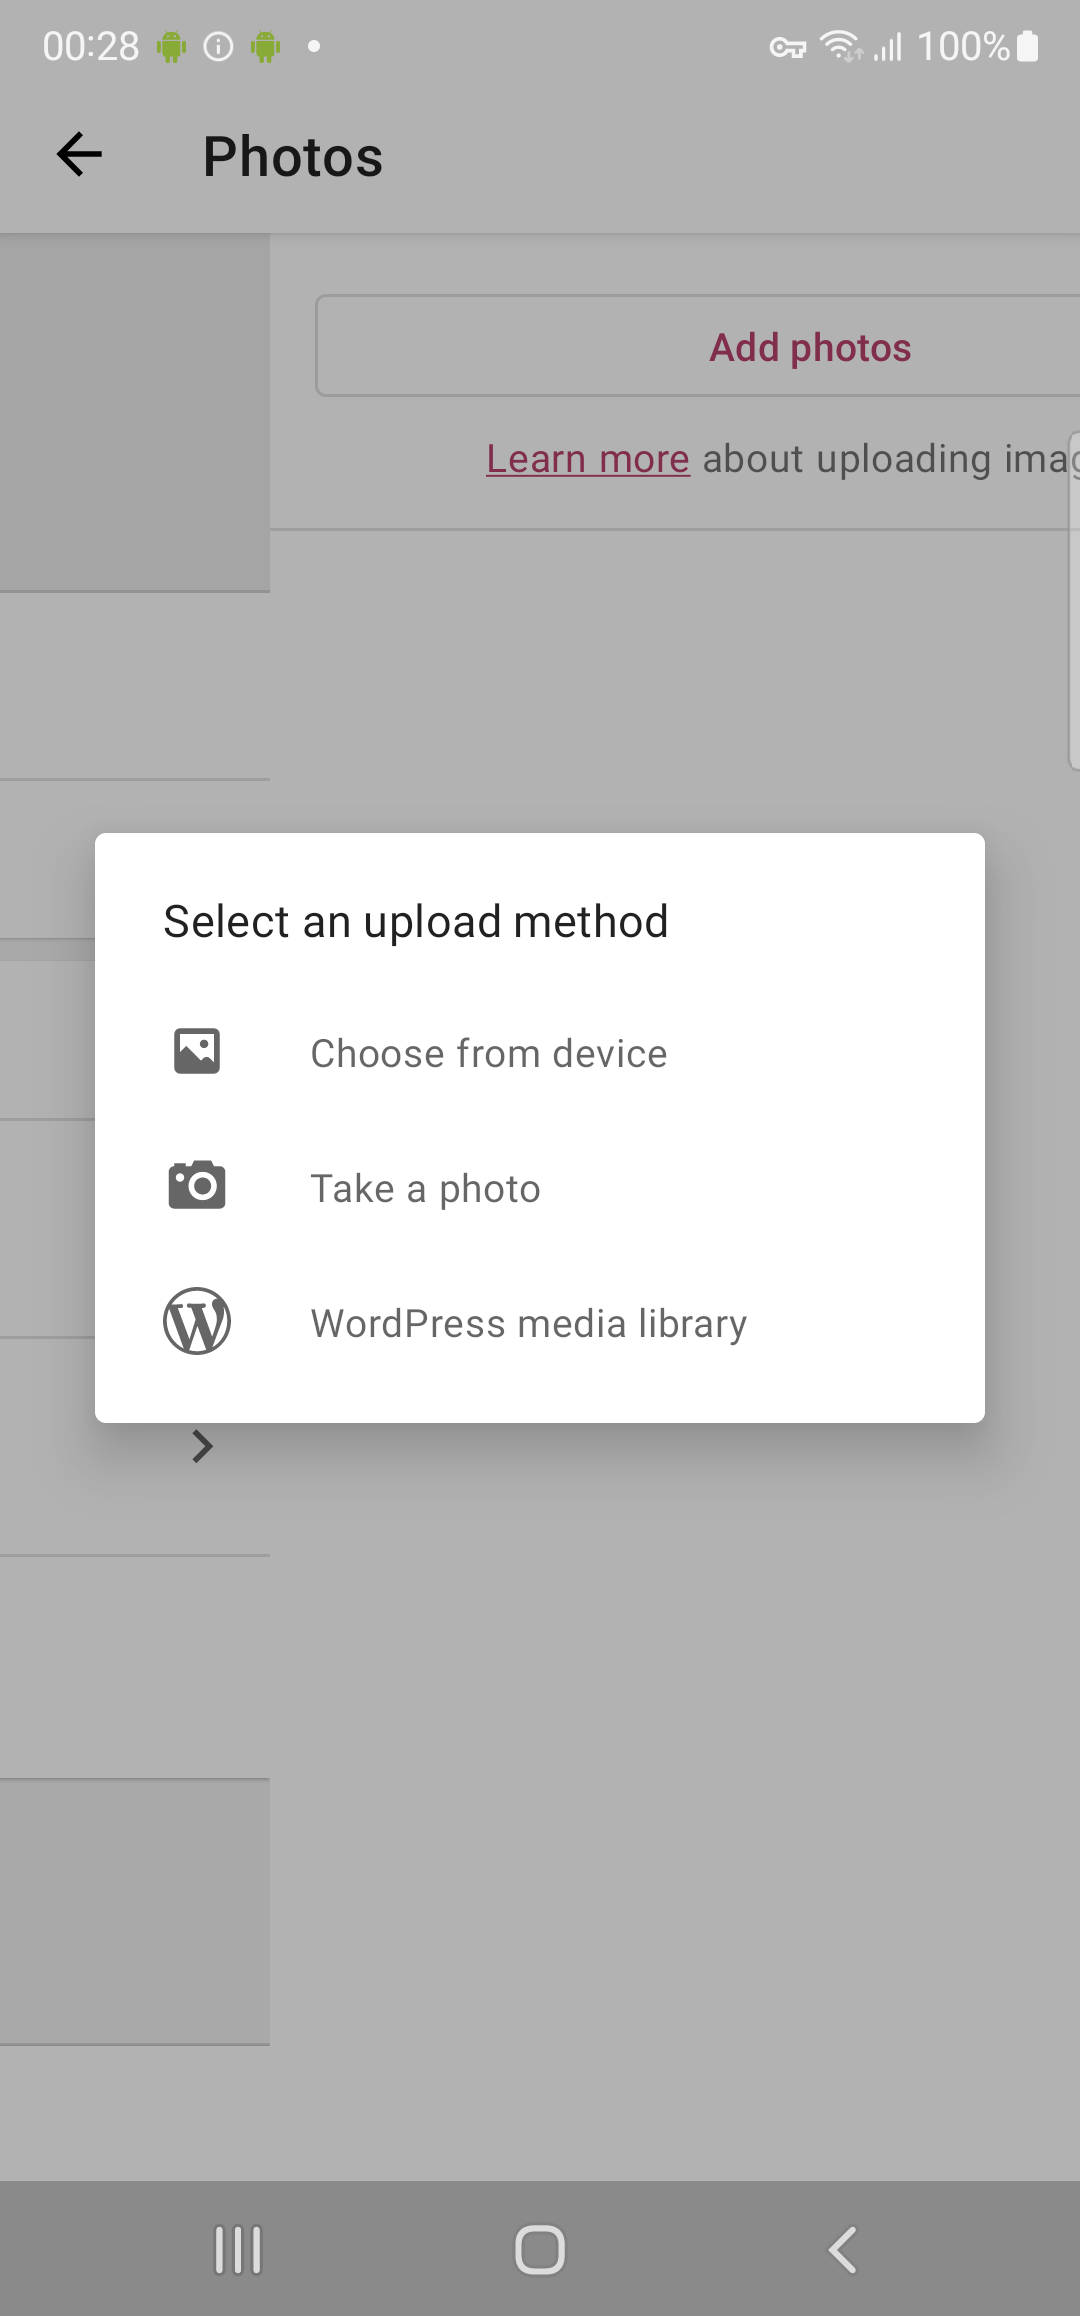 00:28
100%
Photos
Add photos
Learn more about uploading imag
Select an upload method
Choose from device
Take a photo
WordPress media library